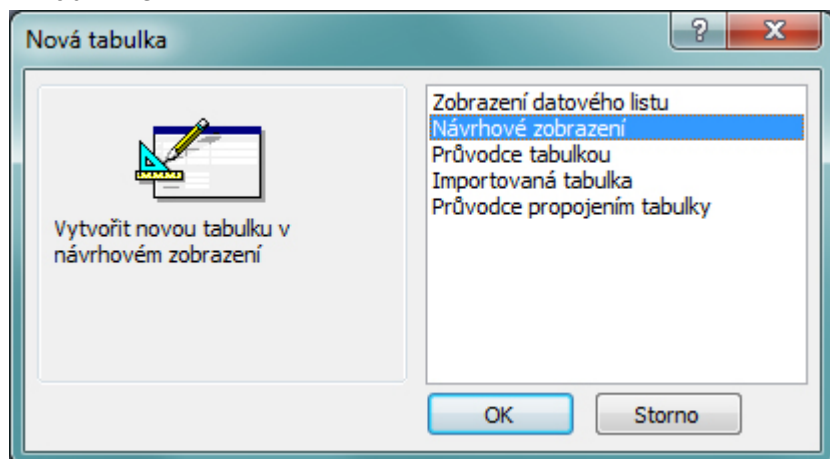 Nová tabulka
Vytvořit novou tabulku v
návrhovém zobrazení
Zobrazení datového listu
Návrhové zobrazení
Průvodce tabulkou
Importovaná tabulka
Průvodce propojením tabulky
OK
Storno